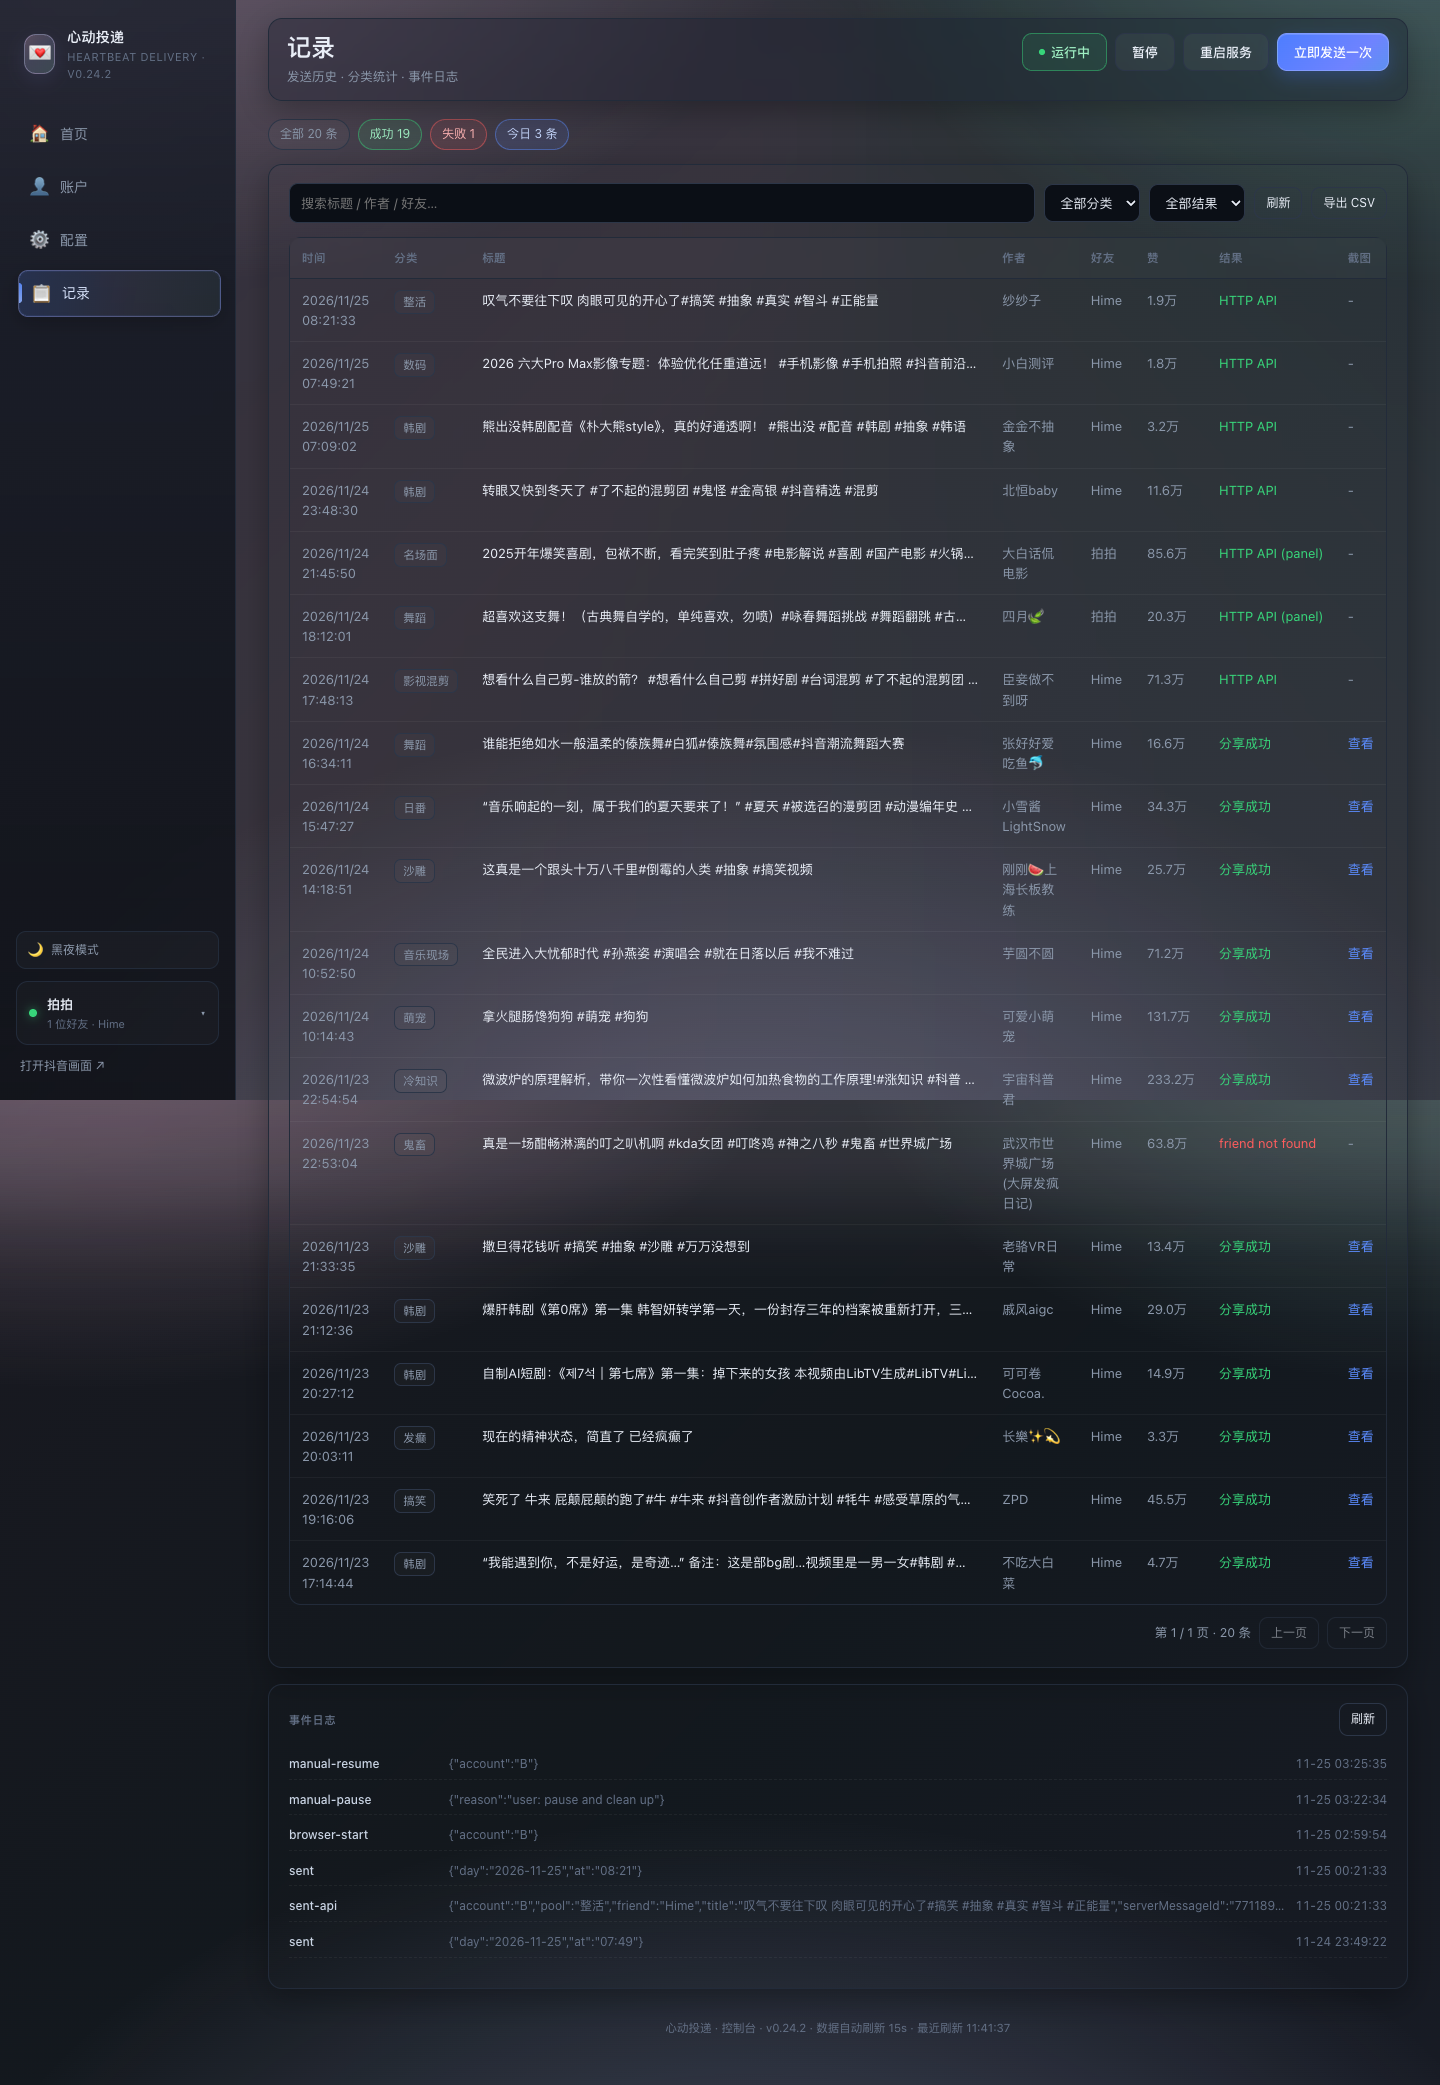 心动投递
HEARTBEAT DELIVERY ·
V0.24.2
首页
账户
配置
记录
黑夜模式
拍拍
1 位好友 · Hime
打开抖音画面 ↗
记录
发送历史 · 分类统计 · 事件日志
运行中
暂停
重启服务
立即发送一次
全部 20 条
成功 19
失败 1
今日 3 条
搜索标题 / 作者 / 好友...
全部分类
全部结果
刷新
导出 CSV
时间 分类 标题 作者 好友 赞 结果 截图
2026/11/25 整活 叹气不要往下叹 肉眼可见的开心了#搞笑 #抽象 #真实 #智斗 #正能量 纱纱子 Hime 1.9万 HTTP API -
08:21:33
2026/11/25 数码 2026 六大Pro Max影像专题：体验优化任重道远！ #手机影像 #手机拍照 #抖音前沿... 小白测评 Hime 1.8万 HTTP API -
07:49:21
2026/11/25 韩剧 熊出没韩剧配音《朴大熊style》，真的好通透啊！ #熊出没 #配音 #韩剧 #抽象 #韩语 金金不抽 Hime 3.2万 HTTP API -
07:09:02 象
2026/11/24 韩剧 转眼又快到冬天了 #了不起的混剪团 #鬼怪 #金高银 #抖音精选 #混剪 北恒baby Hime 11.6万 HTTP API -
23:48:30
2026/11/24 名场面 2025开年爆笑喜剧，包袱不断，看完笑到肚子疼 #电影解说 #喜剧 #国产电影 #火锅... 大白话侃 拍拍 85.6万 HTTP API (panel) -
21:45:50 电影
2026/11/24 舞蹈 超喜欢这支舞！（古典舞自学的，单纯喜欢，勿喷）#咏春舞蹈挑战 #舞蹈翻跳 #古... 四月🌿 拍拍 20.3万 HTTP API (panel) -
18:12:01
2026/11/24 影视混剪 想看什么自己剪-谁放的箭？ #想看什么自己剪 #拼好剧 #台词混剪 #了不起的混剪团 ... 臣妾做不 Hime 71.3万 HTTP API -
17:48:13 到呀
2026/11/24 舞蹈 谁能拒绝如水一般温柔的傣族舞#白狐#傣族舞#氛围感#抖音潮流舞蹈大赛 张好好爱 Hime 16.6万 分享成功 查看
16:34:11 吃鱼🐬
2026/11/24 日番 “音乐响起的一刻，属于我们的夏天要来了！” #夏天 #被选召的漫剪团 #动漫编年史 ... 小雪酱 Hime 34.3万 分享成功 查看
15:47:27 LightSnow
2026/11/24 沙雕 这真是一个跟头十万八千里#倒霉的人类 #抽象 #搞笑视频 刚刚🍉上 Hime 25.7万 分享成功 查看
14:18:51 海长板教
练
2026/11/24 音乐现场 全民进入大忧郁时代 #孙燕姿 #演唱会 #就在日落以后 #我不难过 芋圆不圆 Hime 71.2万 分享成功 查看
10:52:50
2026/11/24 萌宠 拿火腿肠馋狗狗 #萌宠 #狗狗 可爱小萌 Hime 131.7万 分享成功 查看
10:14:43 宠
2026/11/23 冷知识 微波炉的原理解析，带你一次性看懂微波炉如何加热食物的工作原理!#涨知识 #科普 ... 宇宙科普 Hime 233.2万 分享成功 查看
22:54:54 君
2026/11/23 鬼畜 真是一场酣畅淋漓的叮之叭机啊 #kda女团 #叮咚鸡 #神之八秒 #鬼畜 #世界城广场 武汉市世 Hime 63.8万 friend not found -
22:53:04 界城广场
(大屏发疯
日记)
2026/11/23 沙雕 撒旦得花钱听 #搞笑 #抽象 #沙雕 #万万没想到 老骆VR日 Hime 13.4万 分享成功 查看
21:33:35 常
2026/11/23 韩剧 爆肝韩剧《第0席》第一集 韩智妍转学第一天，一份封存三年的档案被重新打开，三... 戚风aigc Hime 29.0万 分享成功 查看
21:12:36
2026/11/23 韩剧 自制AI短剧：《제7석 | 第七席》第一集：掉下来的女孩 本视频由LibTV生成#LibTV#Li... 可可卷 Hime 14.9万 分享成功 查看
20:27:12 Cocoa.
2026/11/23 发癫 现在的精神状态，简直了 已经疯癫了 长樂✨💫 Hime 3.3万 分享成功 查看
20:03:11
2026/11/23 搞笑 笑死了 牛来 屁颠屁颠的跑了#牛 #牛来 #抖音创作者激励计划 #牦牛 #感受草原的气... ZPD Hime 45.5万 分享成功 查看
19:16:06
2026/11/23 韩剧 “我能遇到你，不是好运，是奇迹...” 备注：这是部bg剧...视频里是一男一女#韩剧 #... 不吃大白 Hime 4.7万 分享成功 查看
17:14:44 菜
第 1 / 1 页 · 20 条 上一页 下一页
事件日志 刷新
manual-resume {"account":"B"} 11-25 03:25:35
manual-pause {"reason":"user: pause and clean up"} 11-25 03:22:34
browser-start {"account":"B"} 11-25 02:59:54
sent {"day":"2026-11-25","at":"08:21"} 11-25 00:21:33
sent-api {"account":"B","pool":"整活","friend":"Hime","title":"叹气不要往下叹 肉眼可见的开心了#搞笑 #抽象 #真实 #智斗 #正能量","serverMessageId":"771189... 11-25 00:21:33
sent {"day":"2026-11-25","at":"07:49"} 11-24 23:49:22
心动投递 · 控制台 · v0.24.2 · 数据自动刷新 15s · 最近刷新 11:41:37